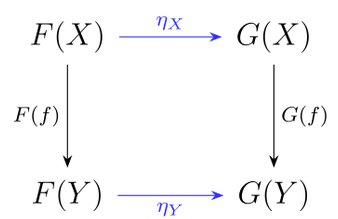 F(X) η_X G(X)
F(f) G(f)
F(Y) η_Y G(Y)